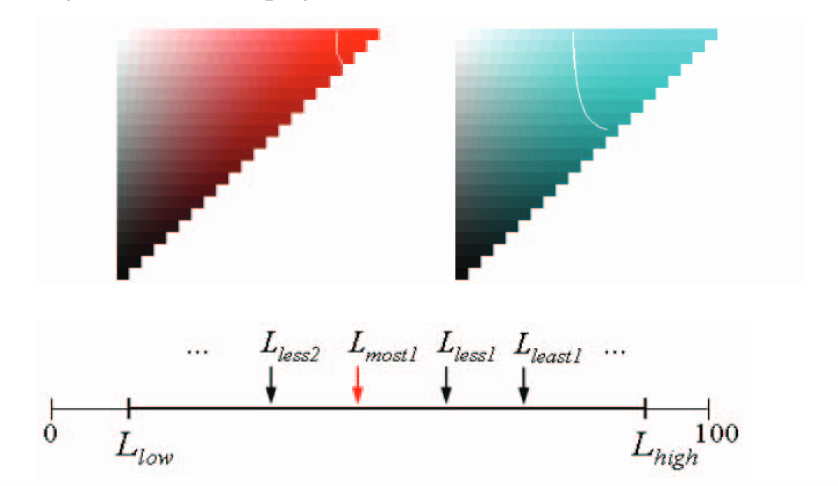 ... L_less2 L_most1 L_less1 L_least1 ...
0 L_low L_high 100